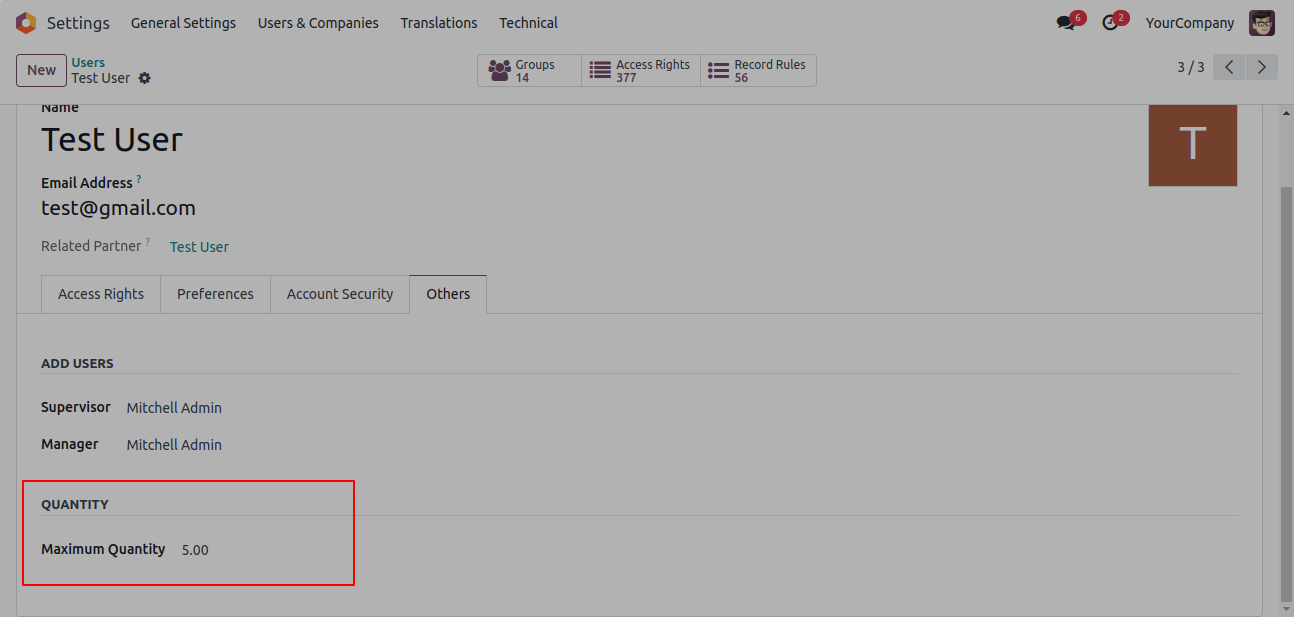 Settings General Settings Users & Companies Translations Technical 6 2 YourCompany
New Users Groups Access Rights Record Rules 3 / 3
Test User 14 377 56
Name
Test User T
Email Address ?
test@gmail.com
Related Partner ? Test User
Access Rights Preferences Account Security Others
ADD USERS
Supervisor Mitchell Admin
Manager Mitchell Admin
QUANTITY
Maximum Quantity 5.00